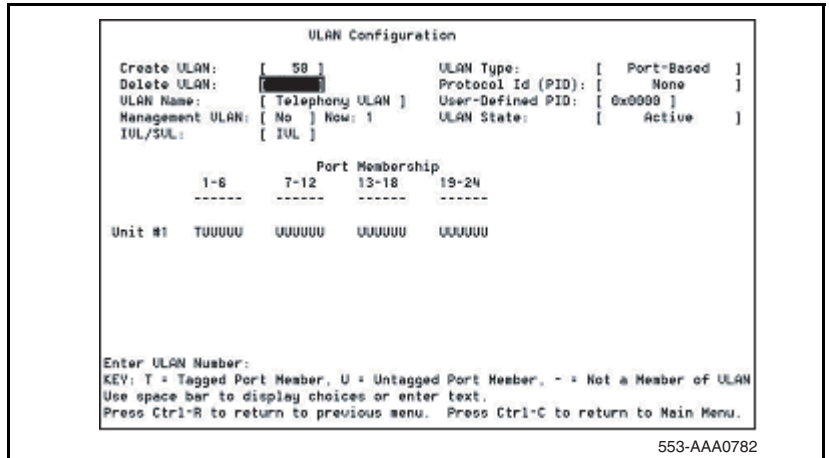 VLAN Configuration
Create VLAN: [ 50 ] VLAN Type: [ Port-Based ]
Delete VLAN: [ ] Protocol Id (PID): [ None ]
VLAN Name: [ Telephony VLAN ] User-Defined PID: [ 0x0000 ]
Management VLAN: [ No ] Now: 1 VLAN State: [ Active ]
IVL/SVL: [ IVL ]
Port Membership
1-6 7-12 13-18 19-24
------ ------ ------ ------
Unit #1 TUUUUU UUUUUU UUUUUU UUUUUU
Enter VLAN Number:
KEY: T = Tagged Port Member, U = Untagged Port Member, - = Not a Member of VLAN
Use space bar to display choices or enter text.
Press Ctrl-R to return to previous menu. Press Ctrl-C to return to Main Menu.
553-AAA0782